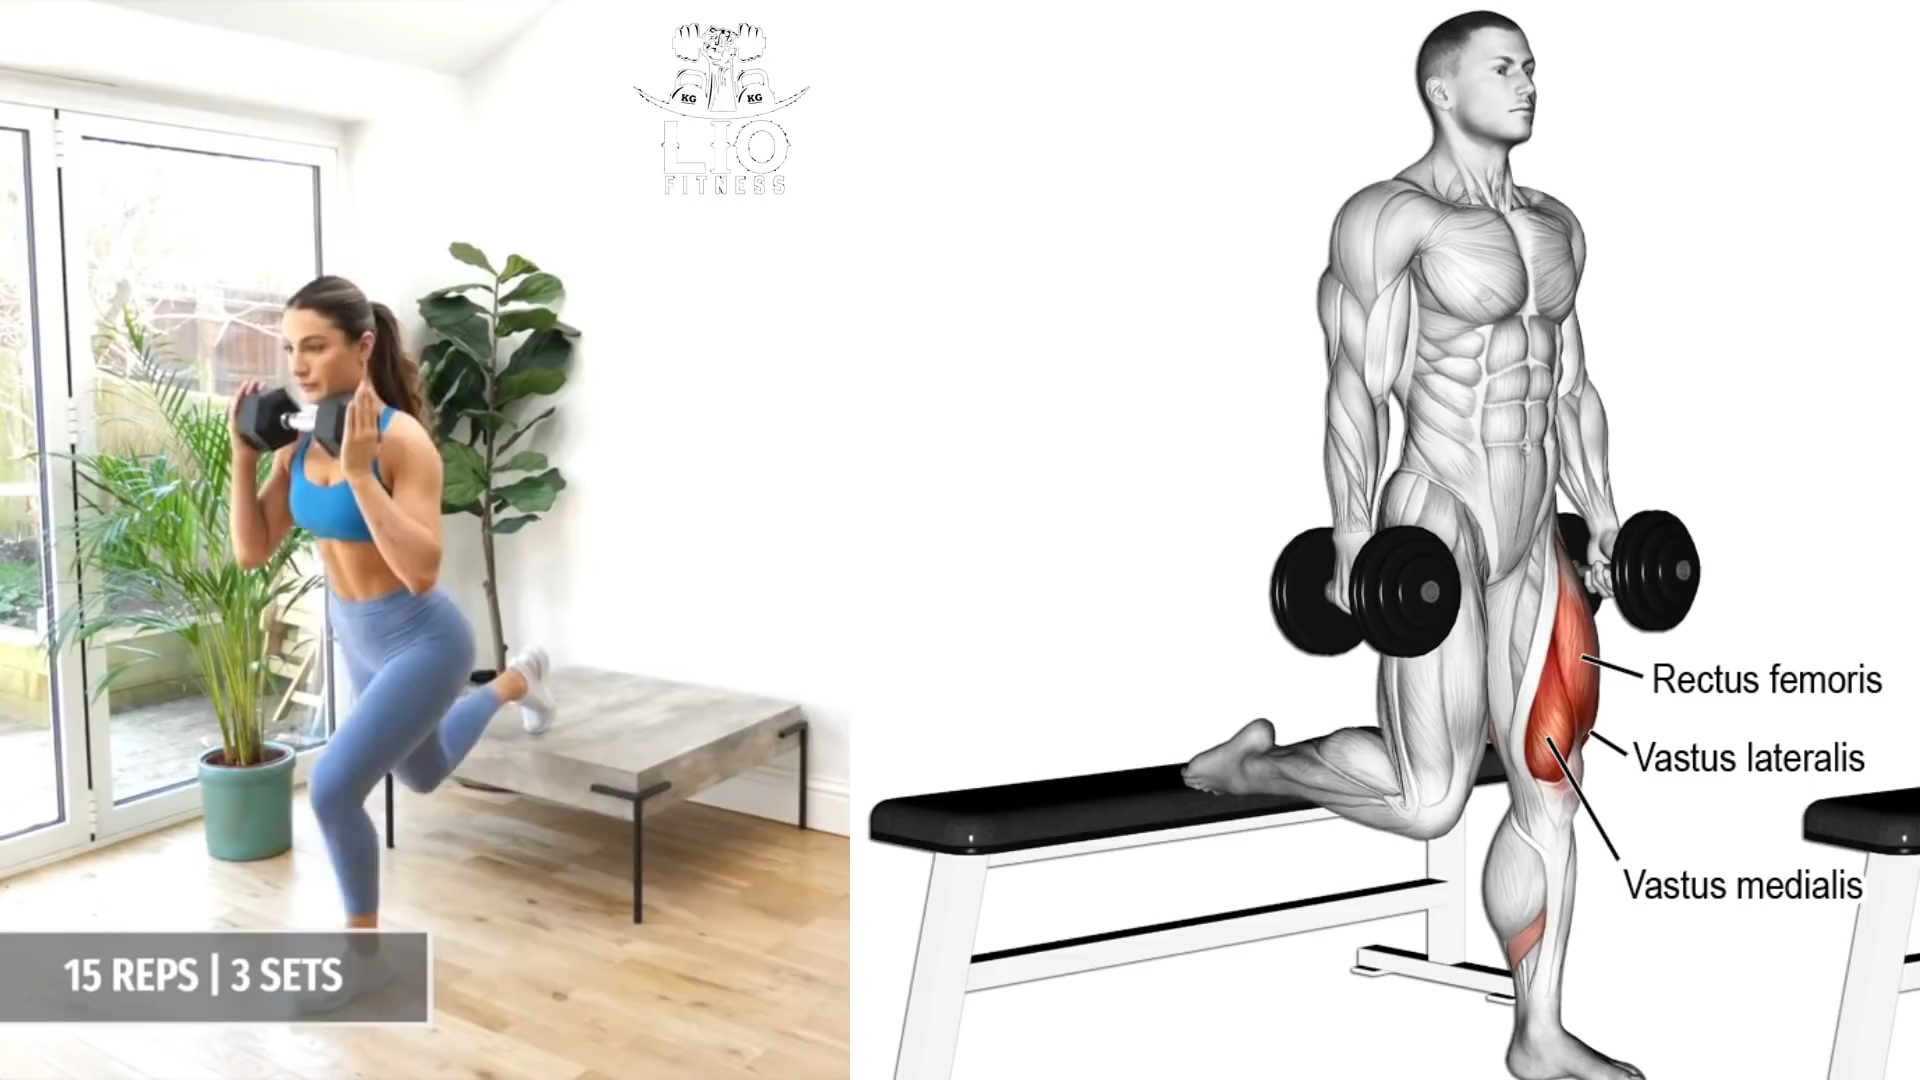 KG KG
LIO
FITNESS
15 REPS | 3 SETS
Rectus femoris
Vastus lateralis
Vastus medialis